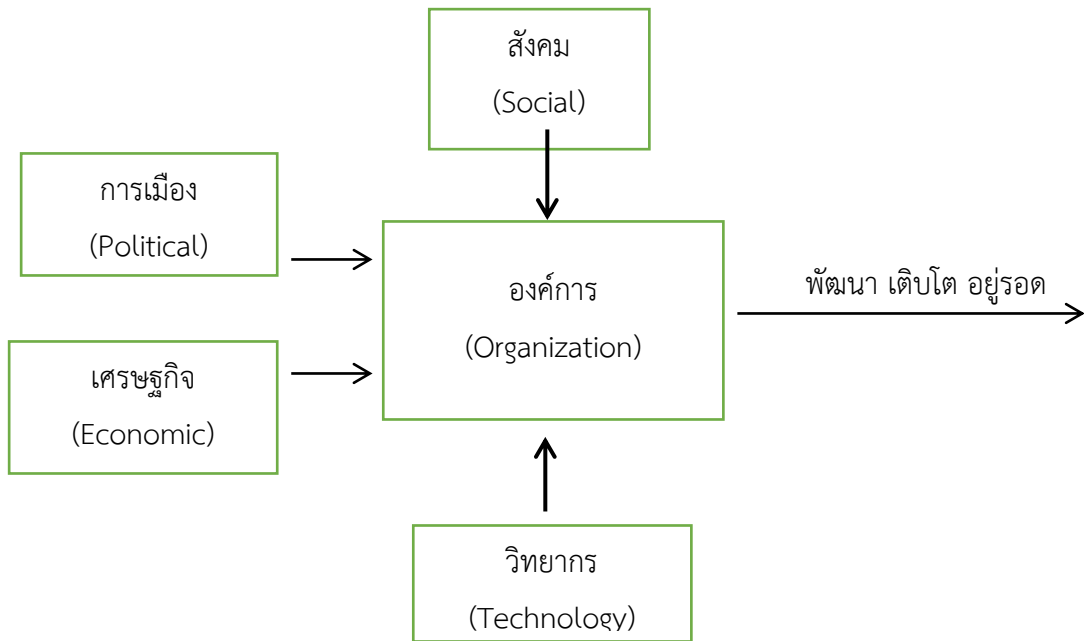 สังคม
(Social)
การเมือง
(Political)
องค์การ
(Organization)
พัฒนา เติบโต อยู่รอด
เศรษฐกิจ
(Economic)
วิทยากร
(Technology)